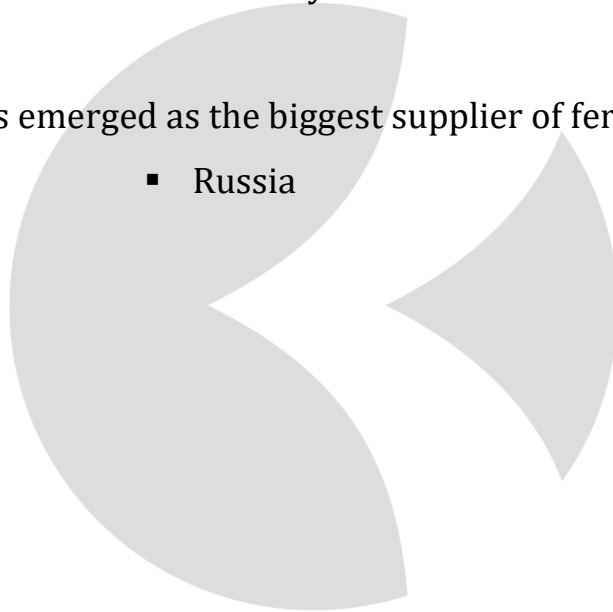 s emerged as the biggest supplier of fer
▪ Russia